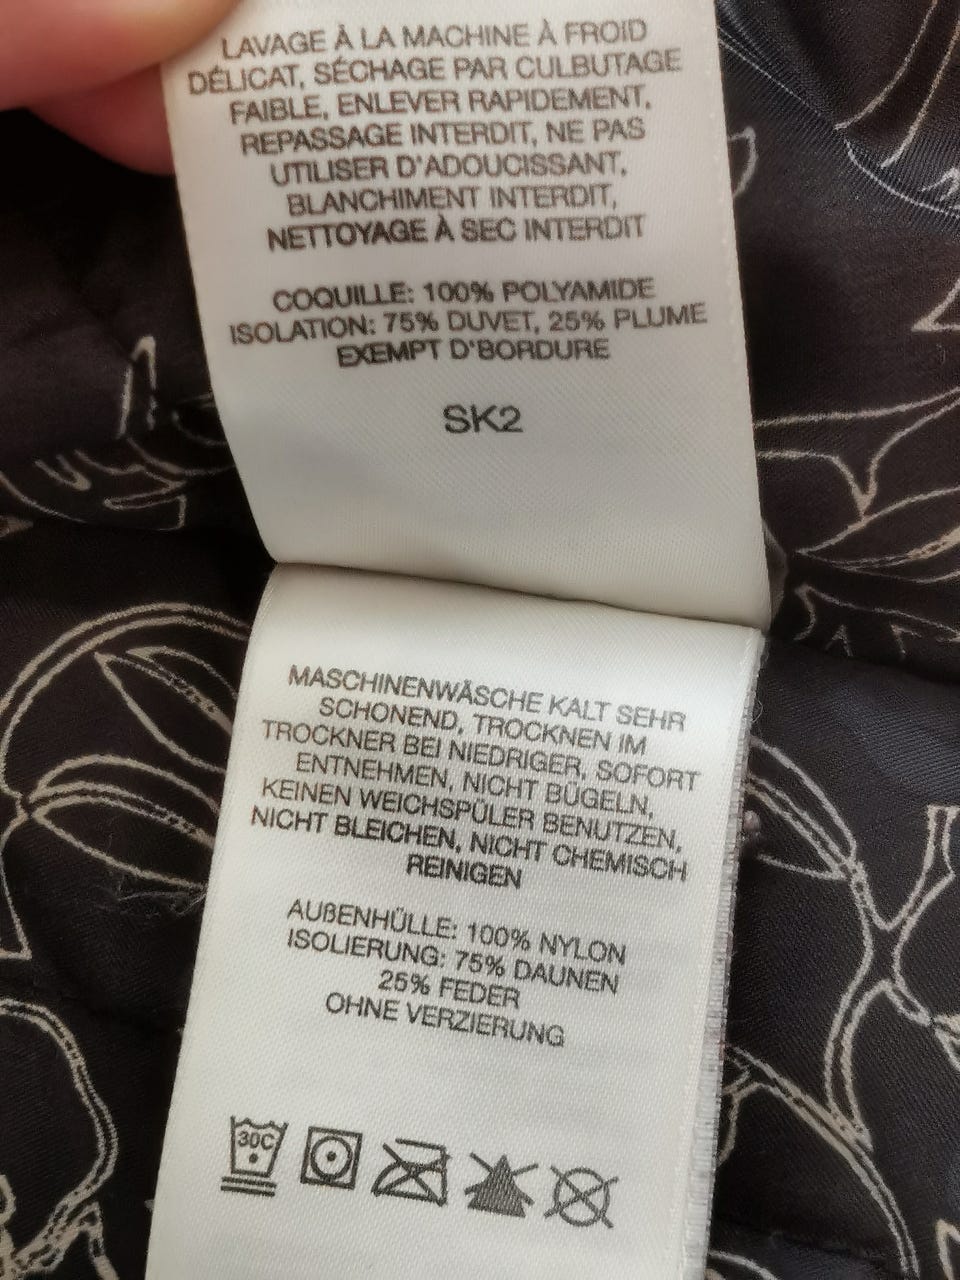 LAVAGE À LA MACHINE À FROID
DÉLICAT, SÉCHAGE PAR CULBUTAGE
FAIBLE, ENLEVER RAPIDEMENT,
REPASSAGE INTERDIT, NE PAS
UTILISER D'ADOUCISSANT,
BLANCHIMENT INTERDIT,
NETTOYAGE À SEC INTERDIT
COQUILLE: 100% POLYAMIDE
ISOLATION: 75% DUVET, 25% PLUME
EXEMPT D'BORDURE
SK2
MASCHINENWÄSCHE KALT SEHR
SCHONEND, TROCKNEN IM
TROCKNER BEI NIEDRIGER, SOFORT
ENTNEHMEN, NICHT BÜGELN,
KEINEN WEICHSPÜLER BENUTZEN,
NICHT BLEICHEN, NICHT CHEMISCH
REINIGEN
AUßENHÜLLE: 100% NYLON
ISOLIERUNG: 75% DAUNEN
25% FEDER
OHNE VERZIERUNG
30C